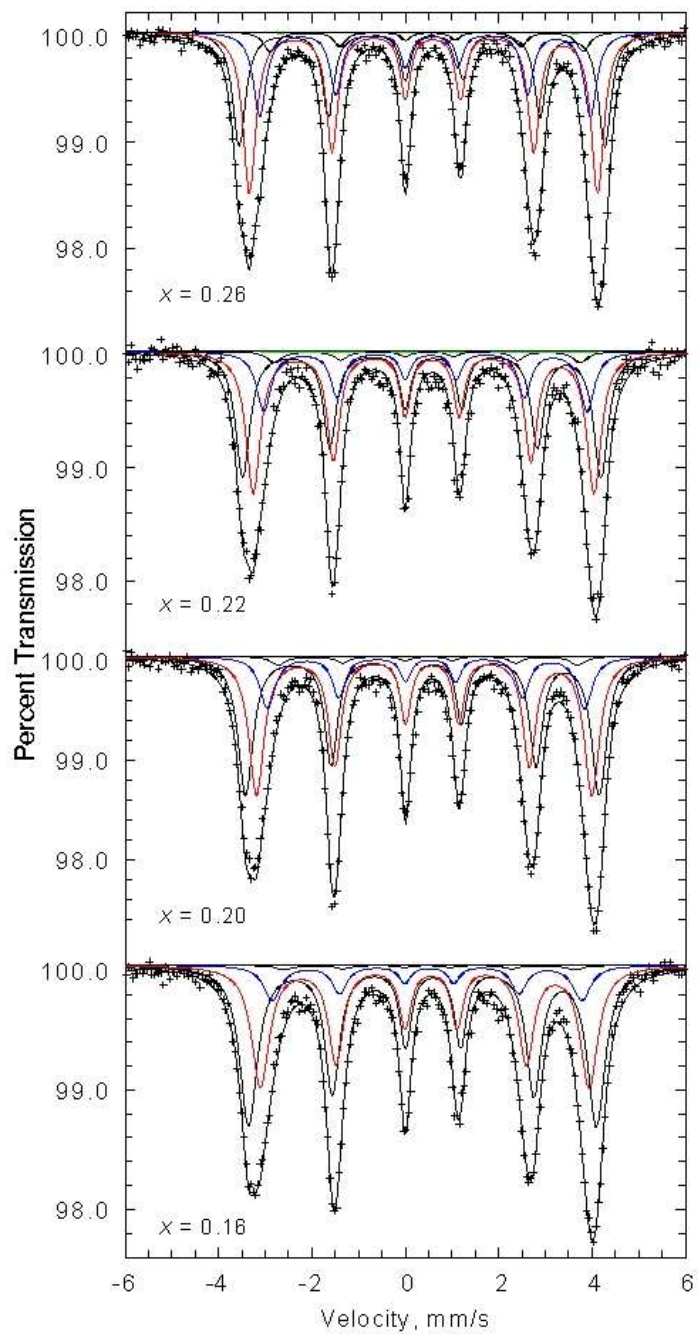 100.0
99.0
98.0
x = 0.26
100.0
99.0
98.0
x = 0.22
Percent Transmission
100.0
99.0
98.0
x = 0.20
100.0
99.0
98.0
x = 0.16
-6 -4 -2 0 2 4 6
Velocity, mm/s